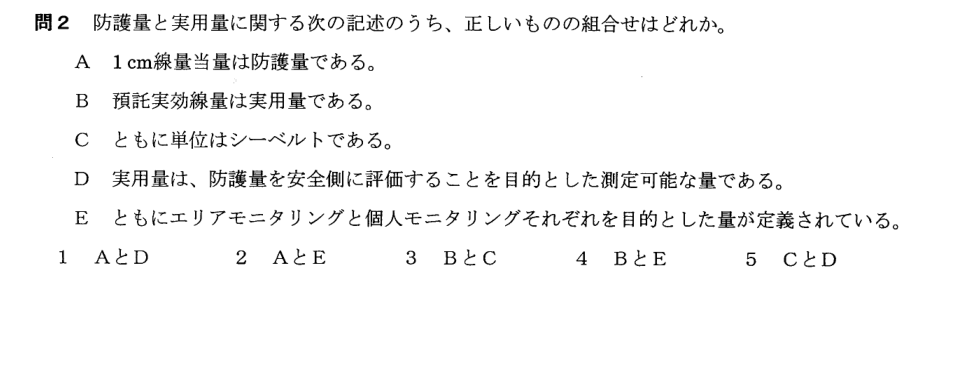 問2 防護量と実用量に関する次の記述のうち、正しいものの組合せはどれか。
A 1cm線量当量は防護量である。
B 預託実効線量は実用量である。
C ともに単位はシーベルトである。
D 実用量は、防護量を安全側に評価することを目的とした測定可能な量である。
E ともにエリアモニタリングと個人モニタリングそれぞれを目的とした量が定義されている。
1 AとD 2 AとE 3 BとC 4 BとE 5 CとD